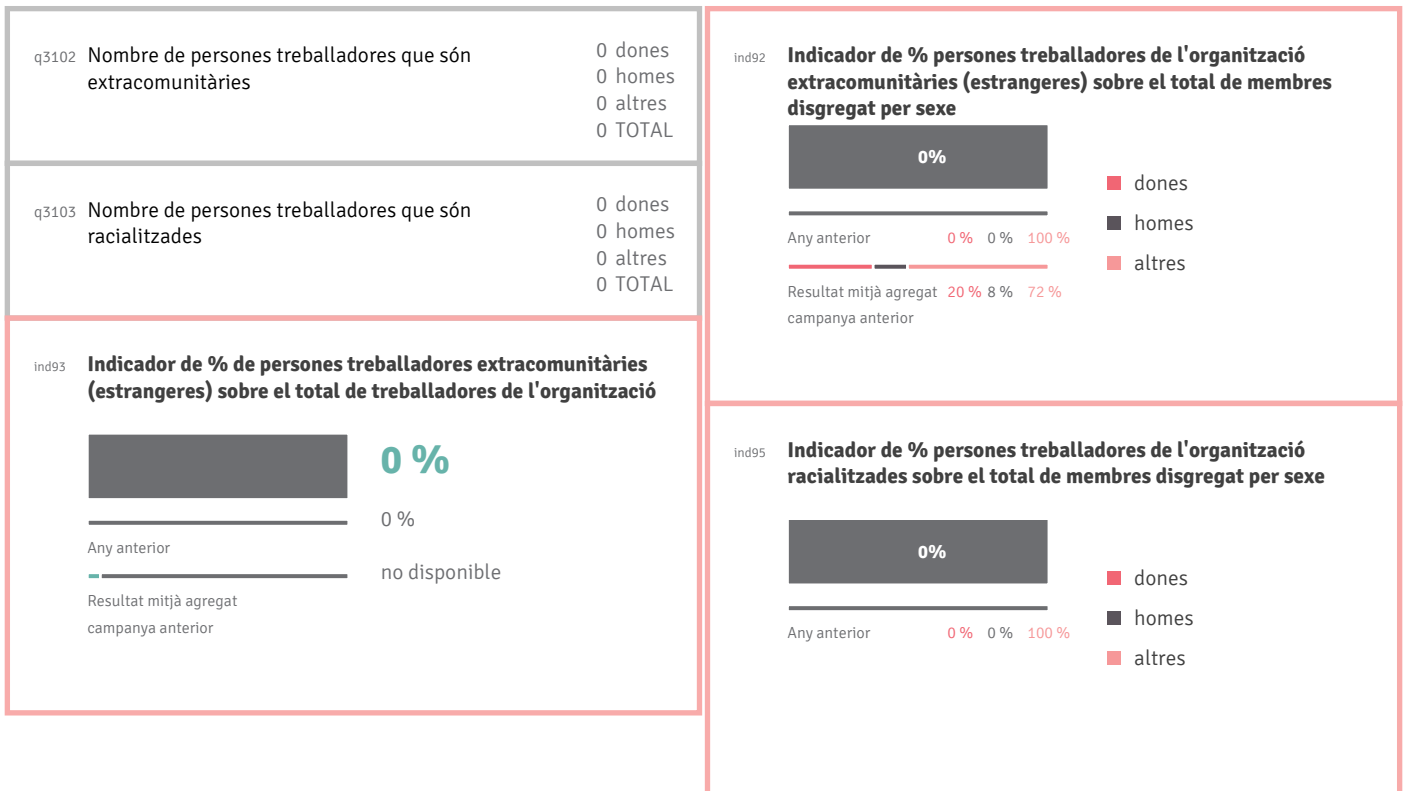 q3102 Nombre de persones treballadores que són
extracomunitàries
0 dones
0 homes
0 altres
0 TOTAL
q3103 Nombre de persones treballadores que són
racialitzades
0 dones
0 homes
0 altres
0 TOTAL
ind93 Indicador de % de persones treballadores extracomunitàries
(estrangeres) sobre el total de treballadores de l'organització
0 %
0 %
Any anterior
no disponible
Resultat mitjà agregat
campanya anterior
ind92 Indicador de % persones treballadores de l'organització
extracomunitàries (estrangeres) sobre el total de membres
disgregat per sexe
0%
dones
homes
altres
Any anterior 0 % 0 % 100 %
Resultat mitjà agregat 20 % 8 % 72 %
campanya anterior
ind95 Indicador de % persones treballadores de l'organització
racialitzades sobre el total de membres disgregat per sexe
0%
dones
homes
altres
Any anterior 0 % 0 % 100 %